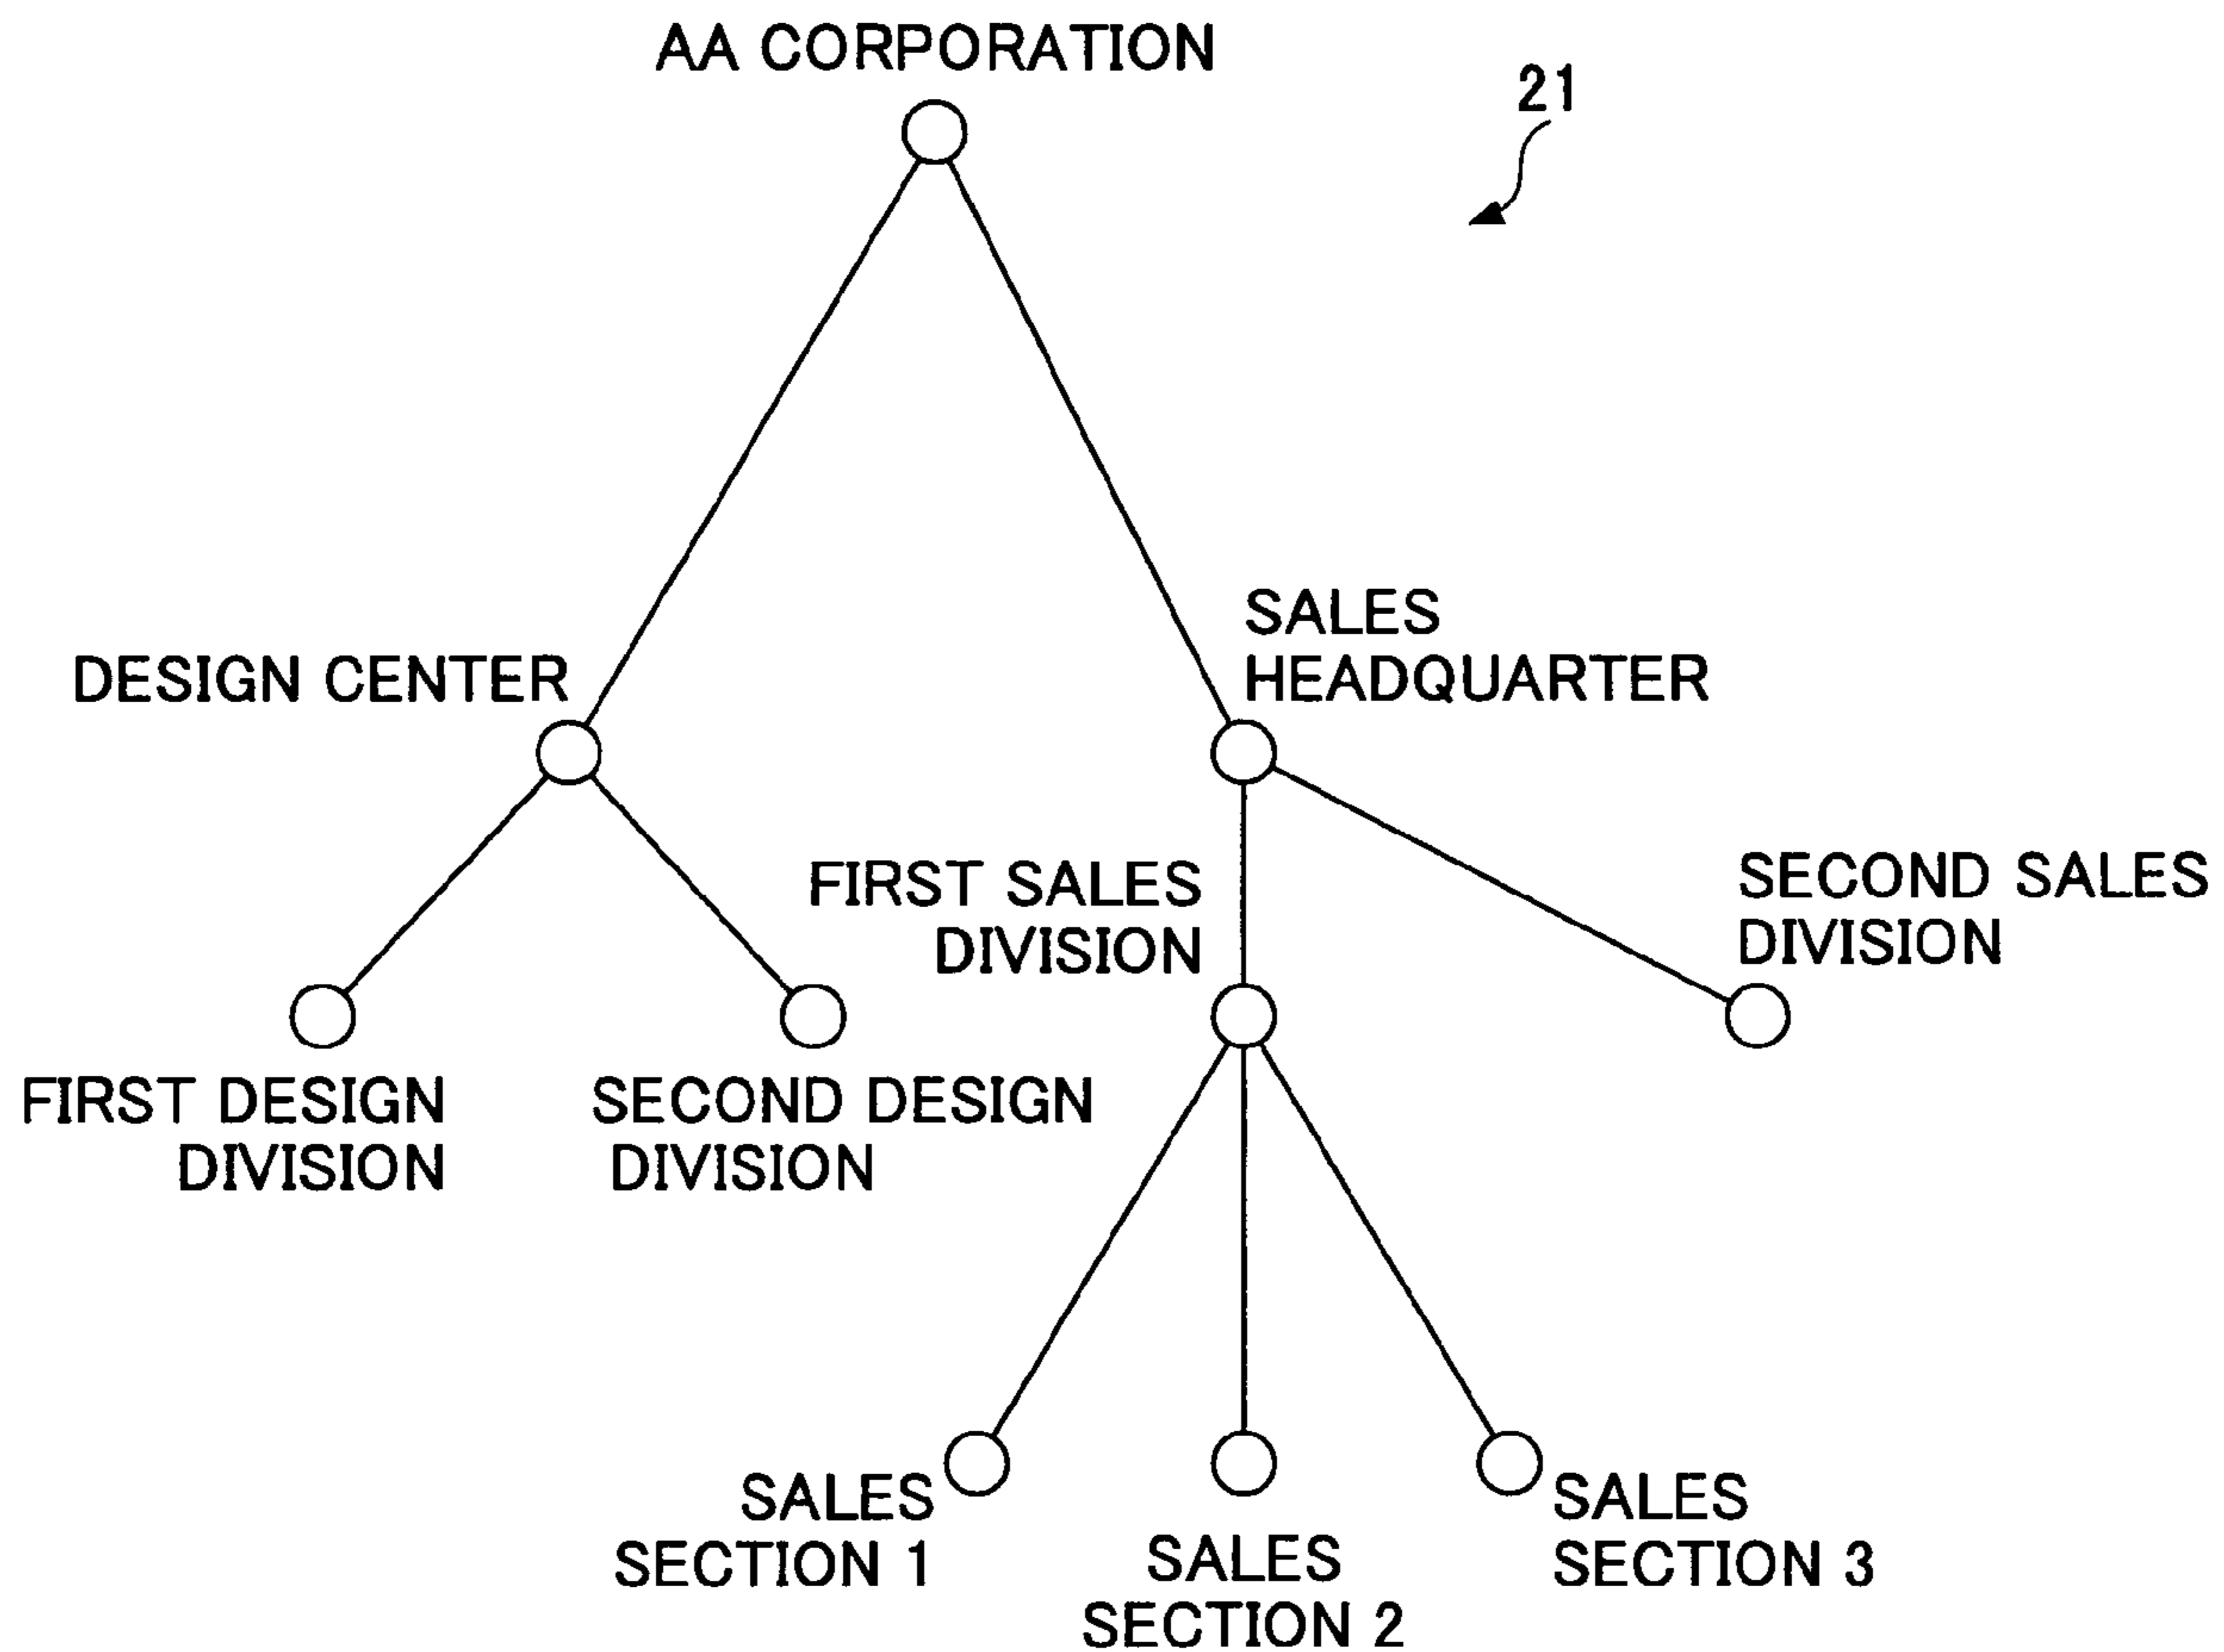 AA CORPORATION
21
SALES
HEADQUARTER
DESIGN CENTER
FIRST SALES
DIVISION
SECOND SALES
DIVISION
FIRST DESIGN
DIVISION
SECOND DESIGN
DIVISION
SALES
SECTION 1
SALES
SECTION 2
SALES
SECTION 3